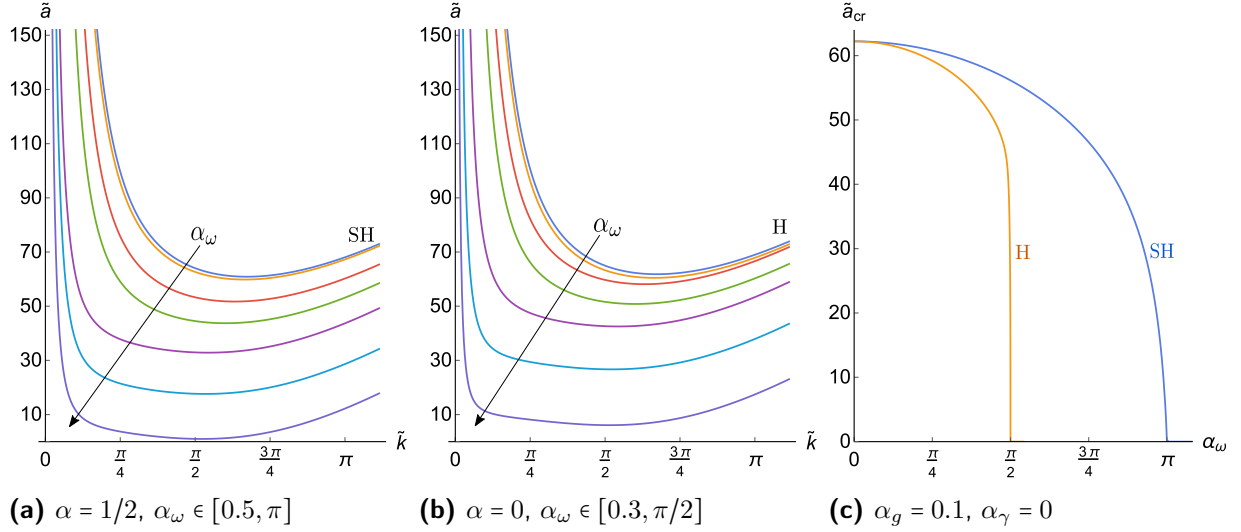 ã ã ã_cr
150 150
130 130 60
110 110 50
90 90 40
70 α_ω SH 70 α_ω H 30 H SH
50 50 20
30 30 10
10 10 0
0 π/4 π/2 3π/4 π k̃ 0 π/4 π/2 3π/4 π k̃ 0 π/4 π/2 3π/4 π α_ω
(a) α = 1/2, α_ω ∈ [0.5, π] (b) α = 0, α_ω ∈ [0.3, π/2] (c) α_g = 0.1, α_γ = 0